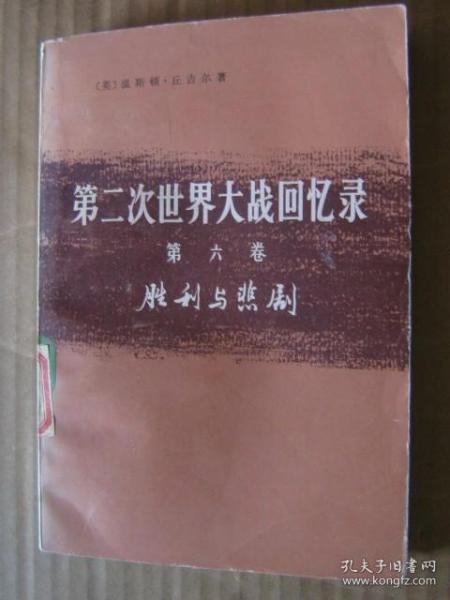 〔英〕温斯顿·丘吉尔著
第二次世界大战回忆录
第六卷
胜利与悲剧
孔夫子旧书网
www.kongfz.com